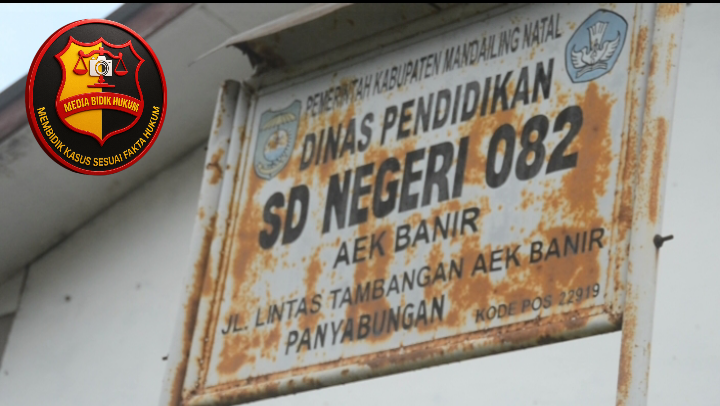 MEDIA BIDIK HUKUM
MEMBIDIK KASUS SESUAI FAKTA HUKUM
PEMERINTAH KABUPATEN MANDAILING NATAL
DINAS PENDIDIKAN
SD NEGERI 082
AEK BANIR
JL. LINTAS TAMBANGAN AEK BANIR
PANYABUNGAN KODE POS 22919